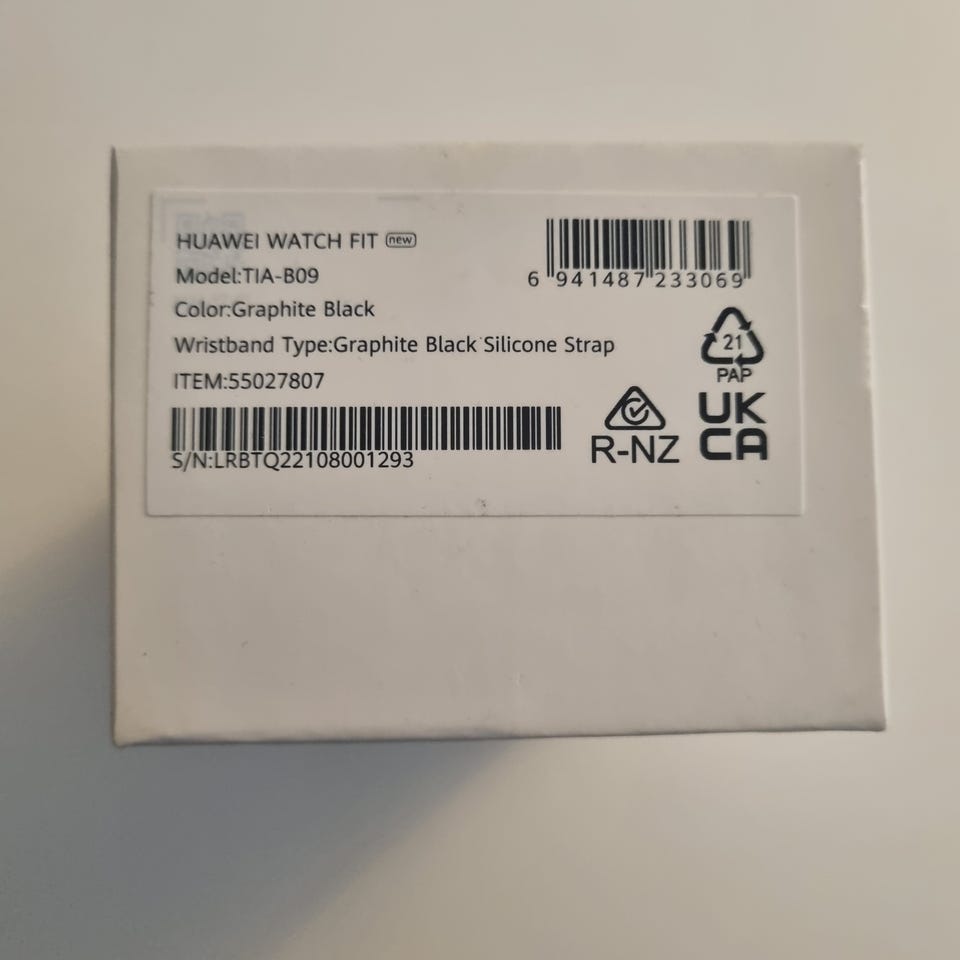 HUAWEI WATCH FIT new
Model:TIA-B09
Color:Graphite Black
Wristband Type:Graphite Black Silicone Strap
ITEM:55027807
S/N:LRBTQ22108001293
6 941487 233069
21
PAP
R-NZ
UK
CA